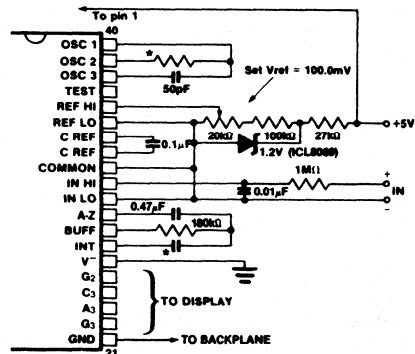 To pin 1
40
OSC 1
OSC 2
*
OSC 3
50pF
TEST
Set Vref = 100.0mV
REF HI
REF LO
20kΩ
100kΩ
27kΩ
+5V
C REF
0.1µF
1.2V (ICL8069)
C REF
COMMON
1MΩ
IN HI
+
0.01µF
IN
IN LO
-
0.47µF
A-Z
BUFF
180kΩ
INT
*
V-
G2
C3
TO DISPLAY
A3
G3
GND
TO BACKPLANE
21